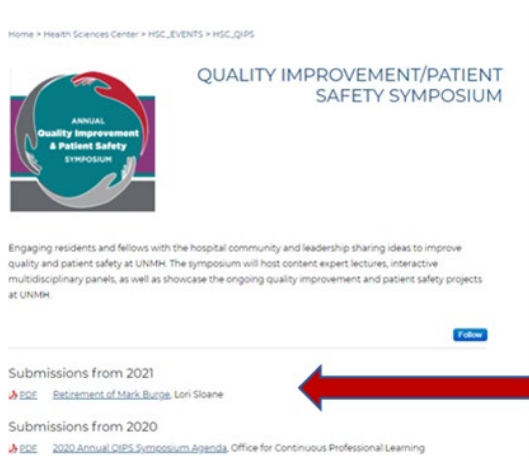 Home > Health Sciences Center > HSC_EVENTS > HSC_QIPS
QUALITY IMPROVEMENT/PATIENT
SAFETY SYMPOSIUM
ANNUAL
Quality Improvement
& Patient Safety
SYMPOSIUM
Engaging residents and fellows with the hospital community and leadership sharing ideas to improve
quality and patient safety at UNMH. The symposium will host content expert lectures, interactive
multidisciplinary panels, as well as showcase the ongoing quality improvement and patient safety projects
at UNMH.
Follow
Submissions from 2021
PDF Retirement of Mark Burge, Lori Sloane
Submissions from 2020
PDF 2020 Annual QIPS Symposium Agenda, Office for Continuous Professional Learning